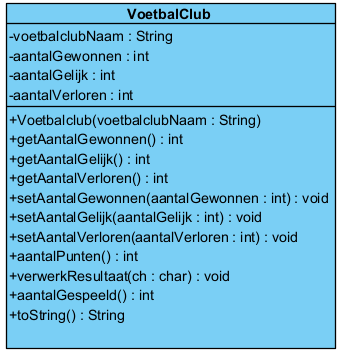 VoetbalClub
-voetbalclubNaam : String
-aantalGewonnen : int
-aantalGelijk : int
-aantalVerloren : int
+Voetbalclub(voetbalclubNaam : String)
+getAantalGewonnen() : int
+getAantalGelijk() : int
+getAantalVerloren() : int
+setAantalGewonnen(aantalGewonnen : int) : void
+setAantalGelijk(aantalGelijk : int) : void
+setAantalVerloren(aantalVerloren : int) : void
+aantalPunten() : int
+verwerkResultaat(ch : char) : void
+aantalGespeeld() : int
+toString() : String